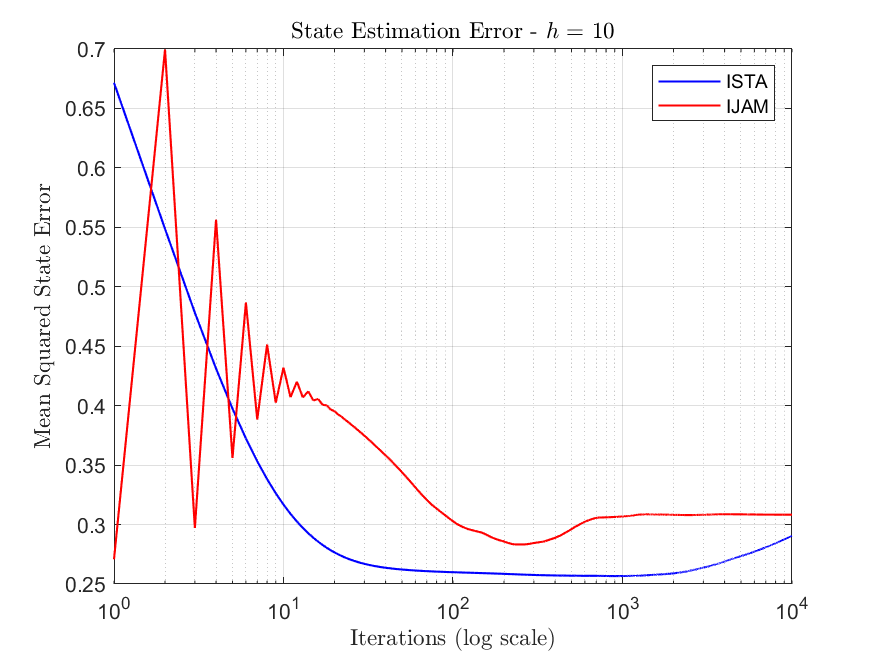 State Estimation Error - h = 10
ISTA
IJAM
Mean Squared State Error
0.7
0.65
0.6
0.55
0.5
0.45
0.4
0.35
0.3
0.25
10^0 10^1 10^2 10^3 10^4
Iterations (log scale)